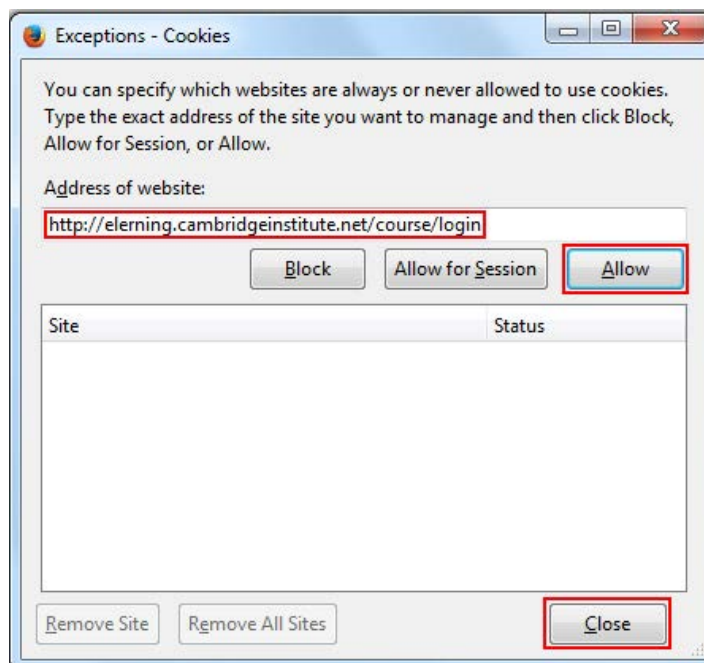 Exceptions - Cookies
You can specify which websites are always or never allowed to use cookies.
Type the exact address of the site you want to manage and then click Block,
Allow for Session, or Allow.
Address of website:
http://elerning.cambridgeinstitute.net/course/login
Block Allow for Session Allow
Site Status
Remove Site Remove All Sites Close